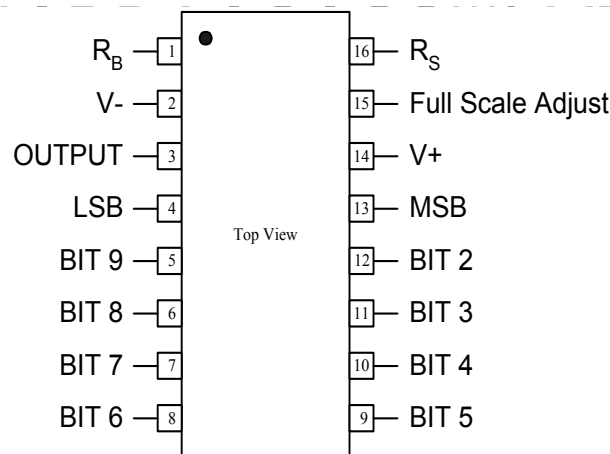 R_B 1 16 R_S
V- 2 15 Full Scale Adjust
OUTPUT 3 14 V+
LSB 4 13 MSB
Top View
BIT 9 5 12 BIT 2
BIT 8 6 11 BIT 3
BIT 7 7 10 BIT 4
BIT 6 8 9 BIT 5